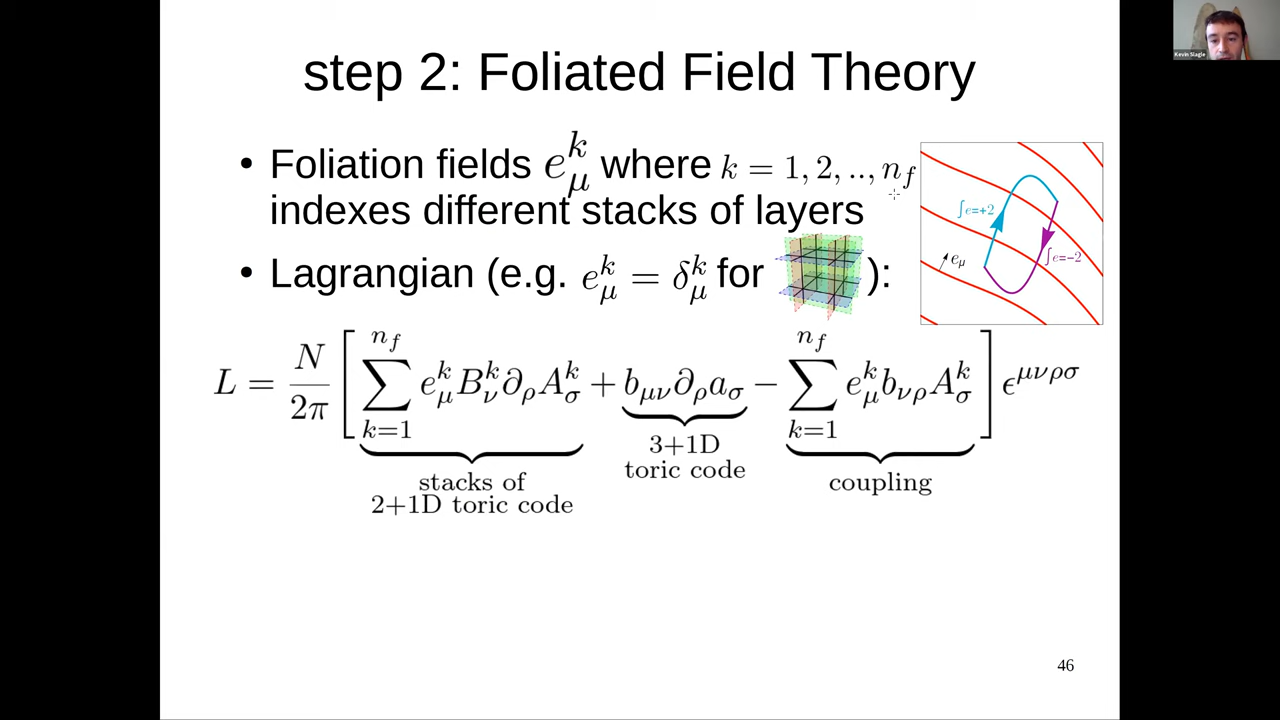 Kevin Slagle
step 2: Foliated Field Theory
• Foliation fields e^k_μ where k = 1, 2, .., n_f
indexes different stacks of layers
∫e=+2
∫e=−2
e_μ
• Lagrangian (e.g. e^k_μ = δ^k_μ for ):
L = N/2π [ ∑_{k=1}^{n_f} e^k_μ B^k_ν ∂_ρ A^k_σ + b_{μν} ∂_ρ a_σ − ∑_{k=1}^{n_f} e^k_μ b_{νρ} A^k_σ ] ϵ^{μνρσ}
stacks of
2+1D toric code
3+1D
toric code
coupling
46